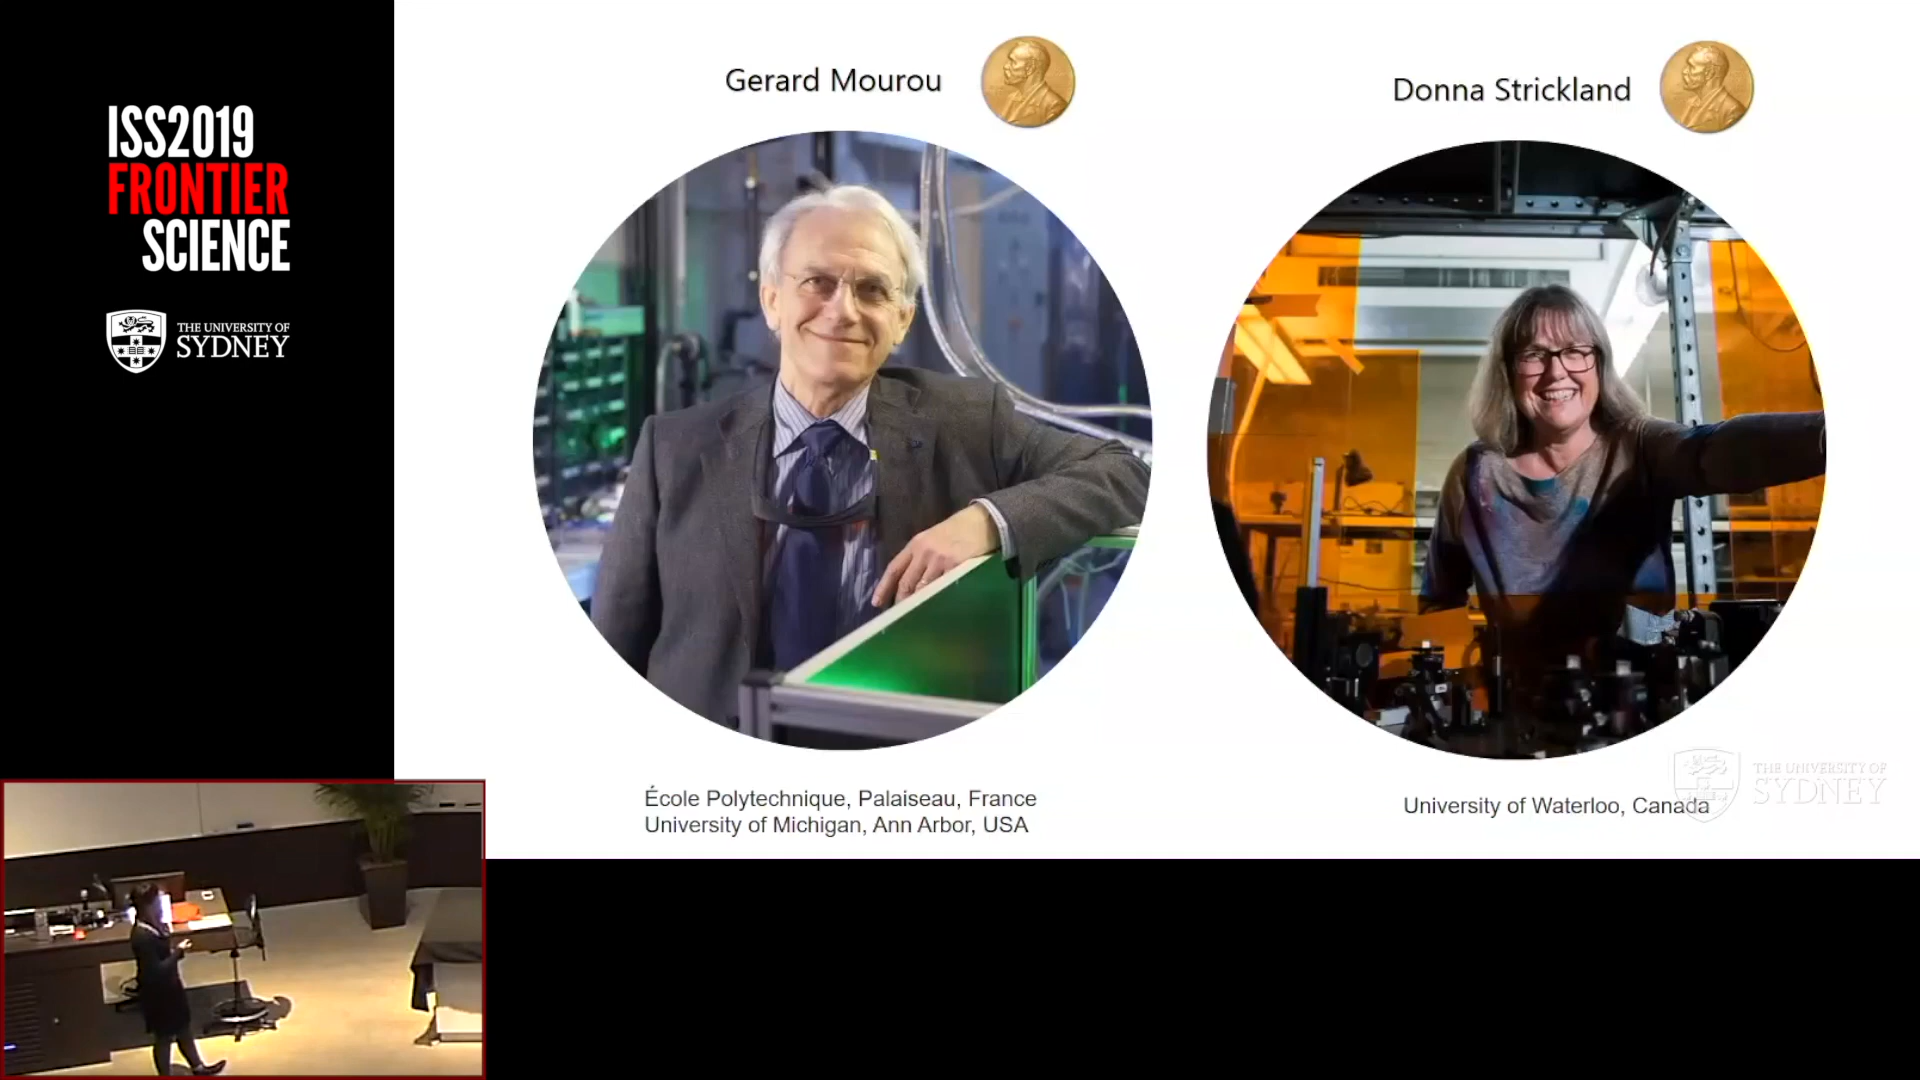 ISS2019
FRONTIER
SCIENCE
THE UNIVERSITY OF
SYDNEY
Gerard Mourou
Donna Strickland
École Polytechnique, Palaiseau, France
University of Michigan, Ann Arbor, USA
University of Waterloo, Canada
THE UNIVERSITY OF
SYDNEY